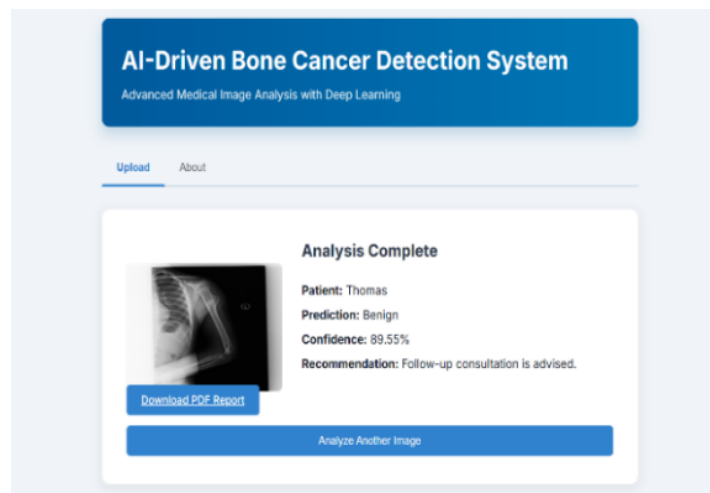 AI-Driven Bone Cancer Detection System
Advanced Medical Image Analysis with Deep Learning
Upload About
Analysis Complete
Patient: Thomas
Prediction: Benign
Confidence: 89.55%
Recommendation: Follow-up consultation is advised.
Download PDF Report
Analyze Another Image